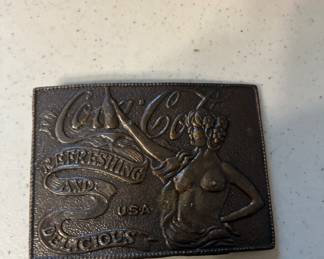 Coca-Cola
REFRESHING
AND
USA
DELICIOUS